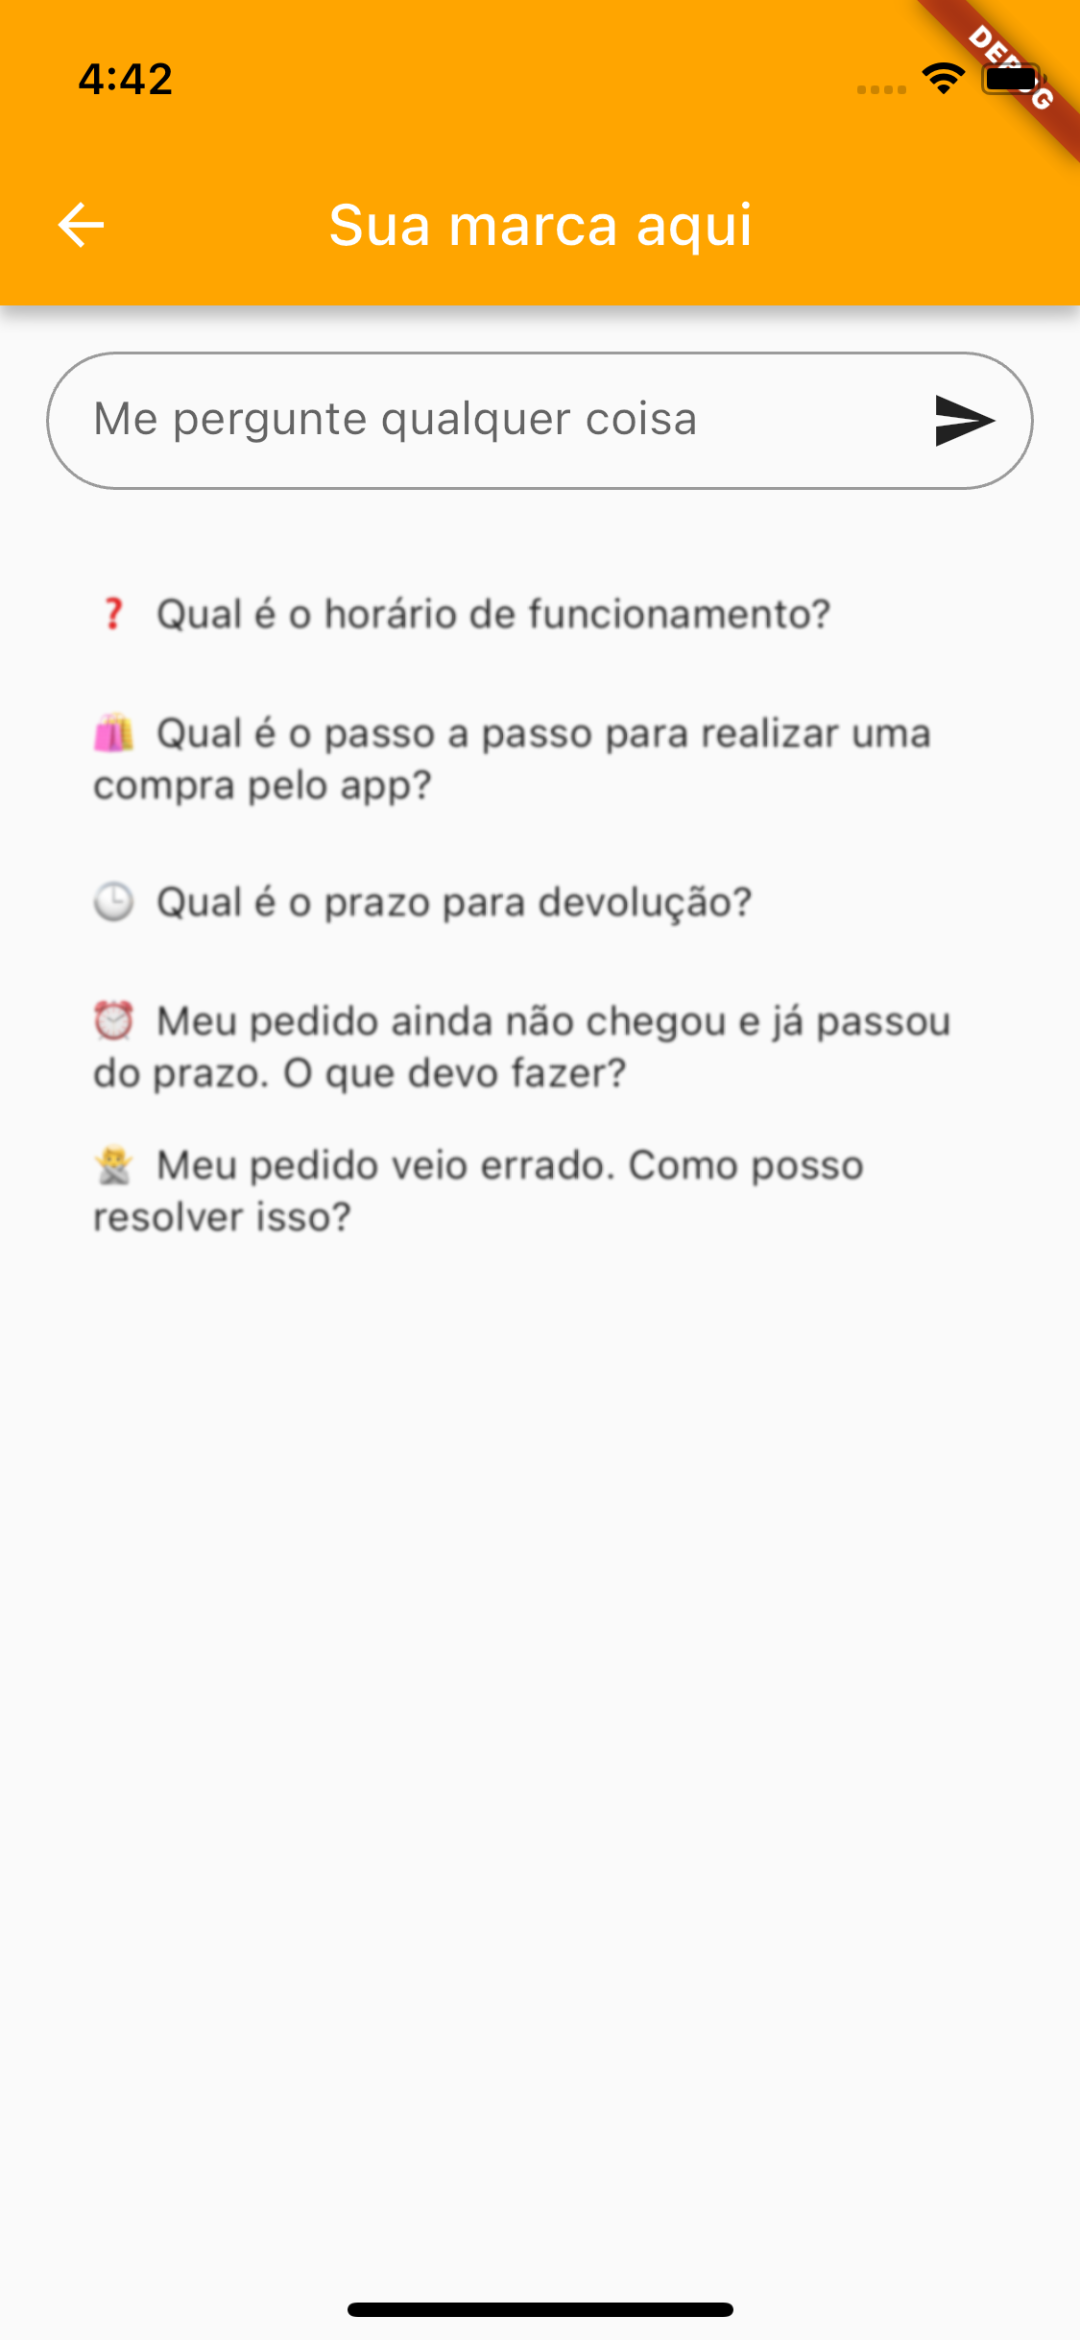 4:42
DEBUG
Sua marca aqui
Me pergunte qualquer coisa
❓ Qual é o horário de funcionamento?
🛍️ Qual é o passo a passo para realizar uma
compra pelo app?
🕒 Qual é o prazo para devolução?
⏰ Meu pedido ainda não chegou e já passou
do prazo. O que devo fazer?
🙅‍♂️ Meu pedido veio errado. Como posso
resolver isso?